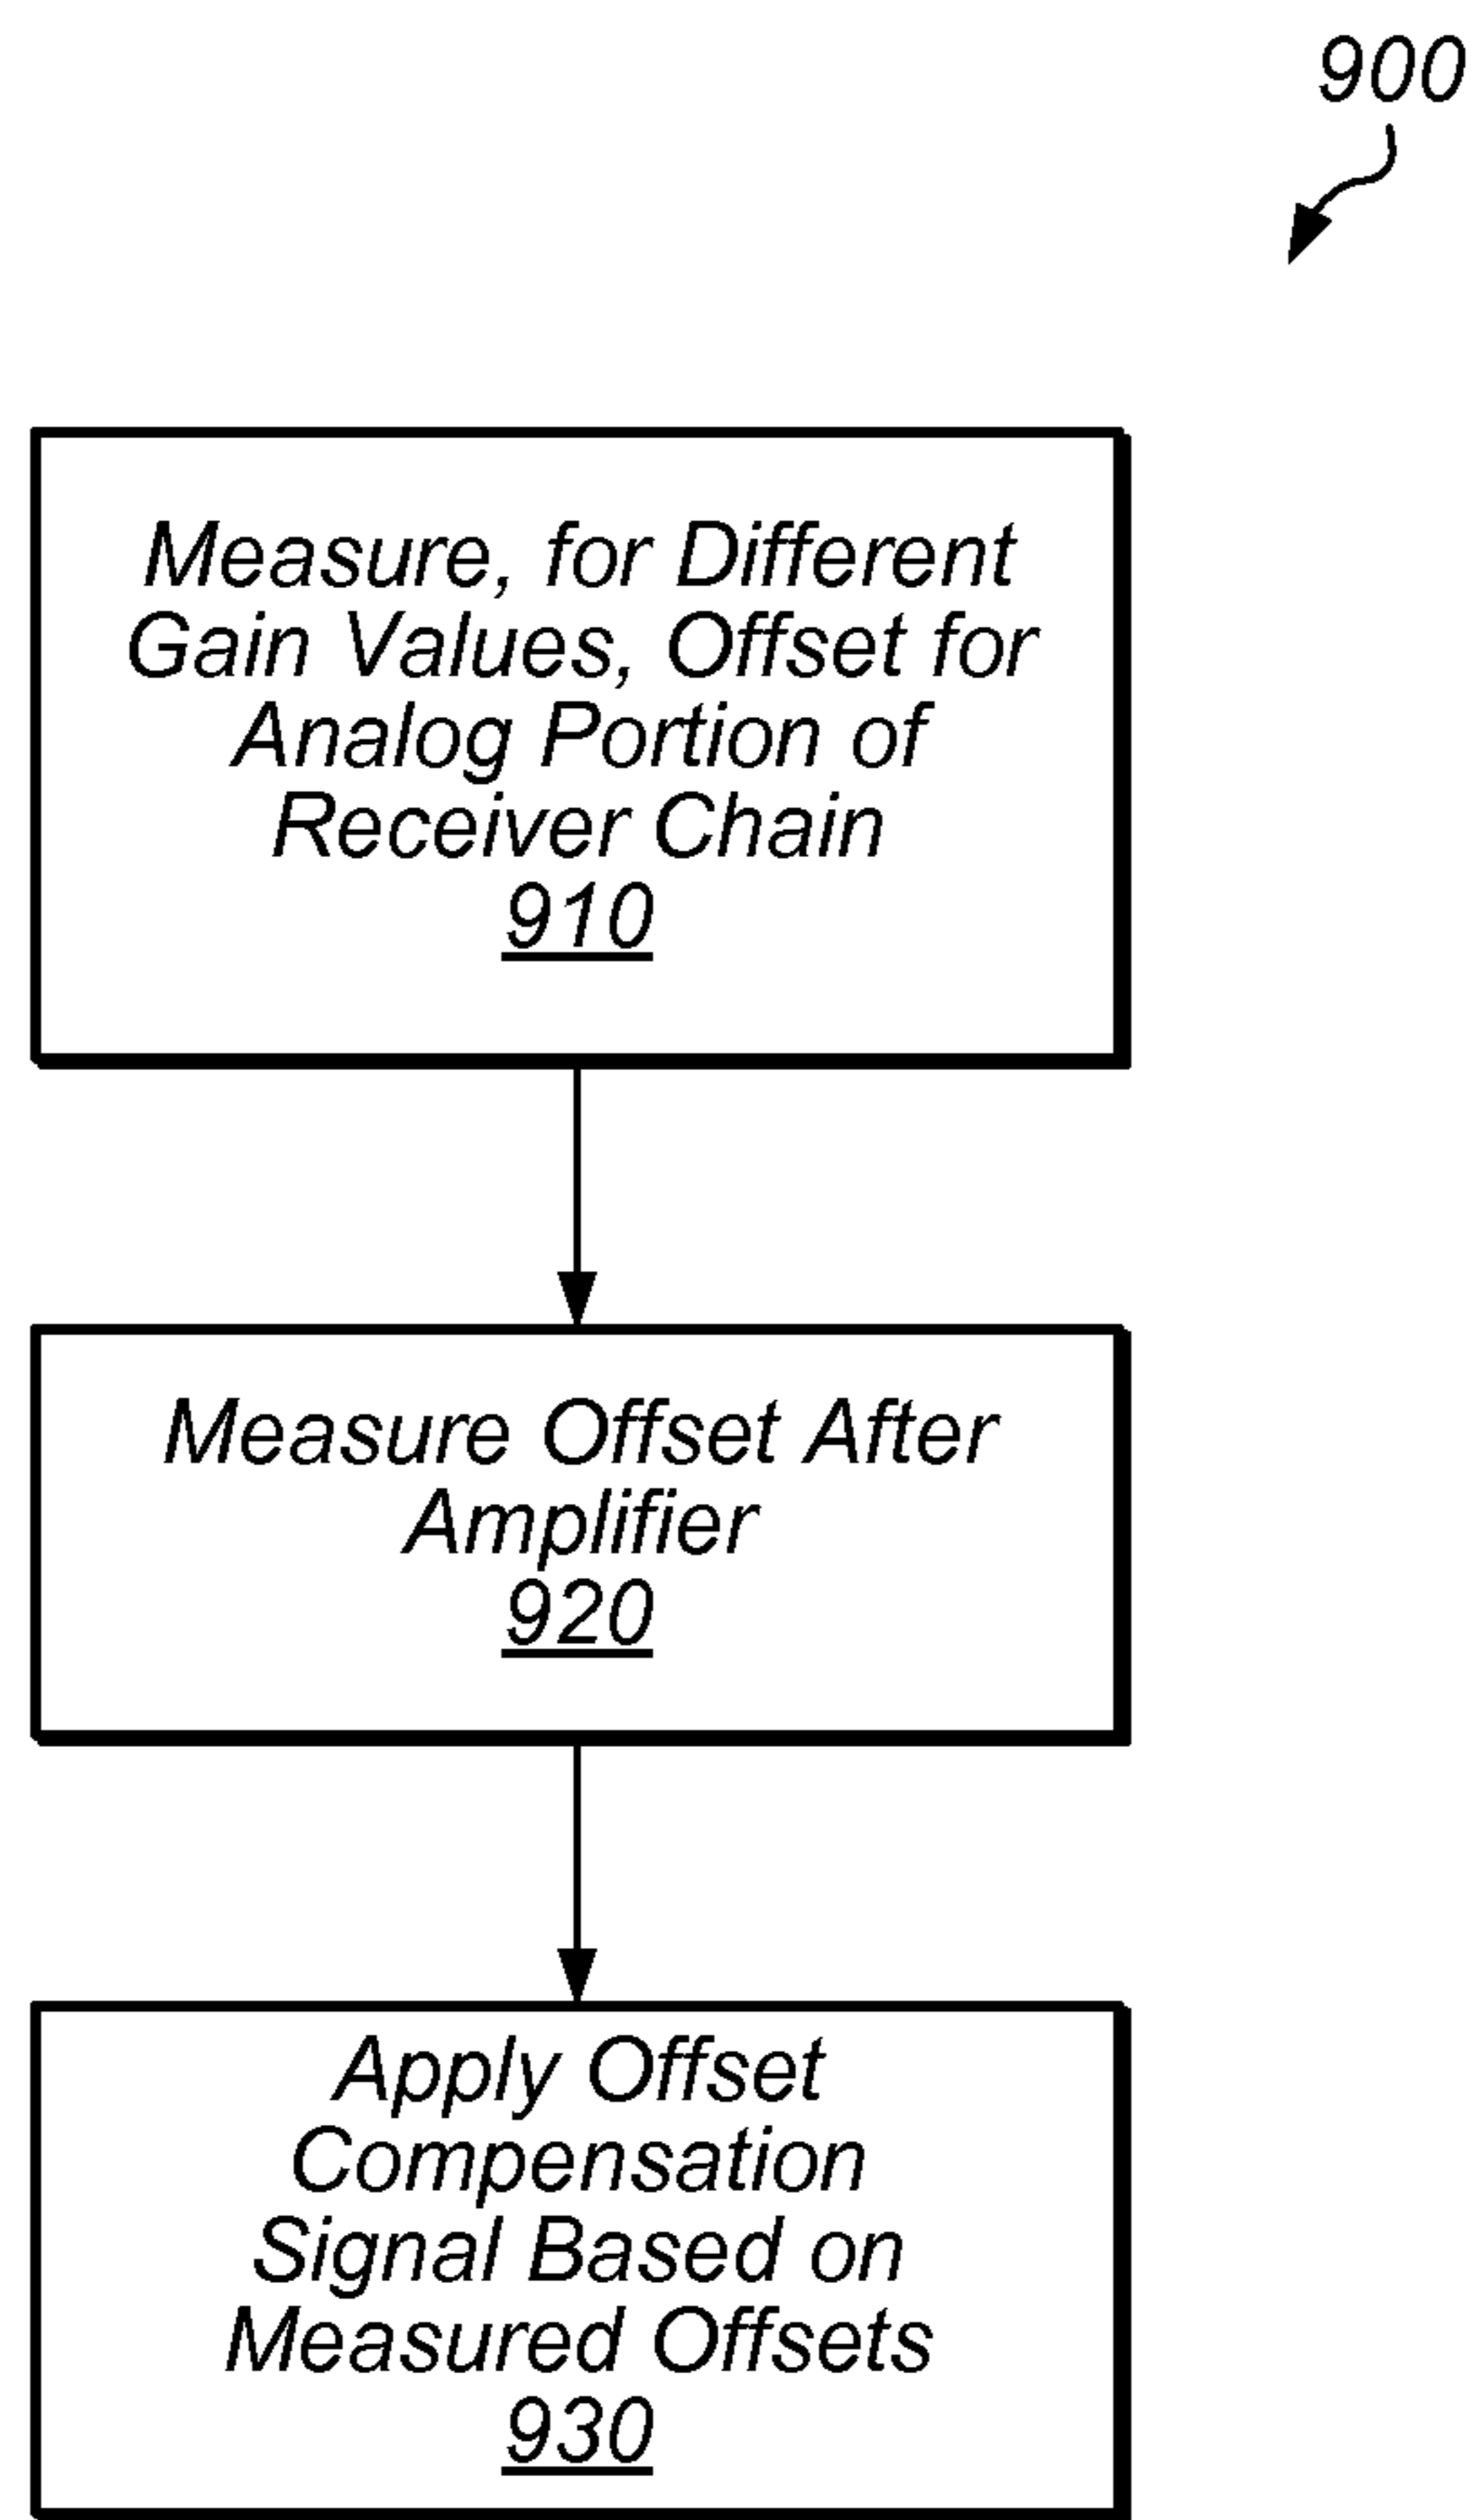 900
Measure, for Different
Gain Values, Offset for
Analog Portion of
Receiver Chain
910
Measure Offset After
Amplifier
920
Apply Offset
Compensation
Signal Based on
Measured Offsets
930